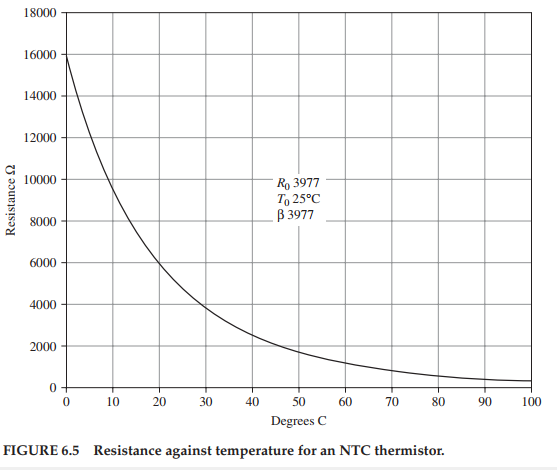 18000
16000
14000
12000
10000
8000
6000
4000
2000
0
Resistance Ω
R₀ 3977
T₀ 25°C
β 3977
0 10 20 30 40 50 60 70 80 90 100
Degrees C
FIGURE 6.5 Resistance against temperature for an NTC thermistor.